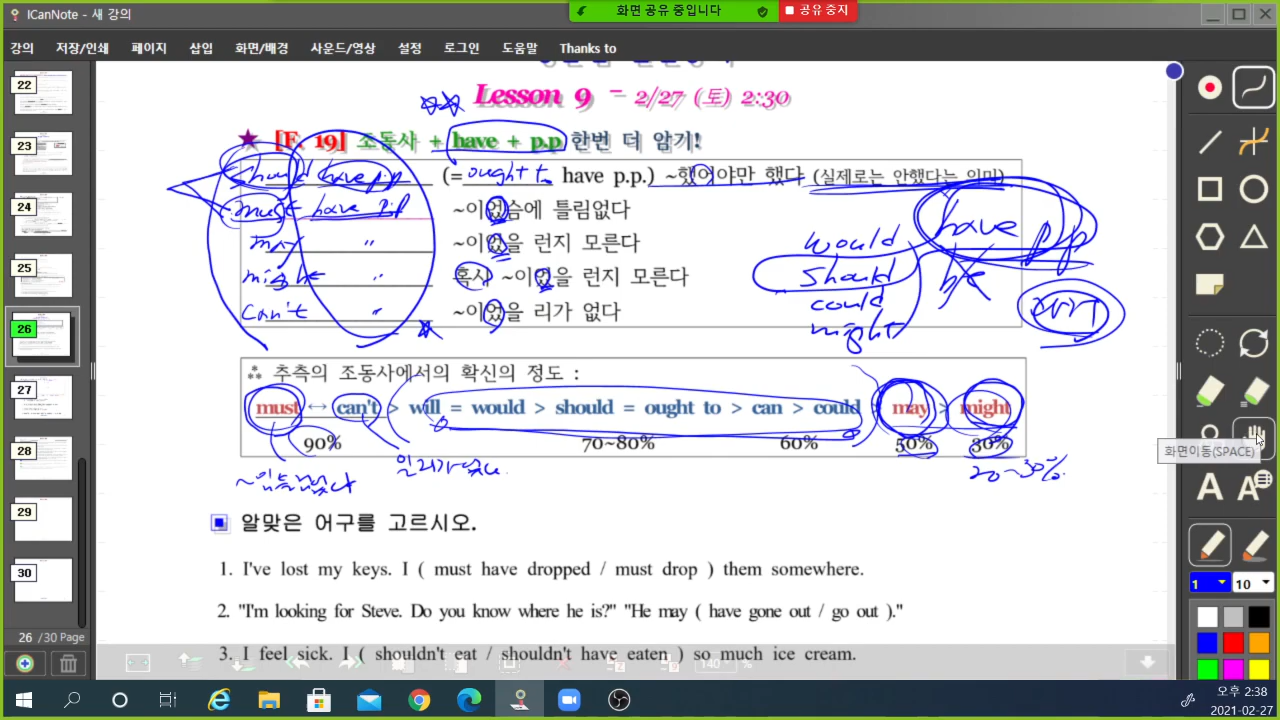 ICanNote - 새 강의
화면 공유 중입니다
공유 중지
강의 저장/인쇄 페이지 삽입 화면/배경 사운드/영상 설정 로그인 도움말 Thanks to
22
23
24
25
26
27
28
29
30
26 /30 Page
Lesson 9 - 2/27 (토) 2:30
★ [F. 19] 조동사 + have + p.p 한번 더 암기!
should have p.p (= ought to have p.p.) ~했어야만 했다 (실제로는 안했다는 의미)
must have p.p ~이었슴에 틀림없다
may " ~이었을 런지 모른다
might " 혹시 ~이었을 런지 모른다
can't " ~이었을 리가 없다
would
should
could
might
have p.p
be
∴ 추측의 조동사에서의 확신의 정도 :
must ↔ can't > will = would > should = ought to > can > could > may > might
90% 70~80% 60% 50% 30%
20~30%
알맞은 어구를 고르시오.
1. I've lost my keys. I ( must have dropped / must drop ) them somewhere.
2. "I'm looking for Steve. Do you know where he is?" "He may ( have gone out / go out )."
3. I feel sick. I ( shouldn't eat / shouldn't have eaten ) so much ice cream.
140 %
화면이동(SPACE)
A A
1 10
오후 2:38
2021-02-27